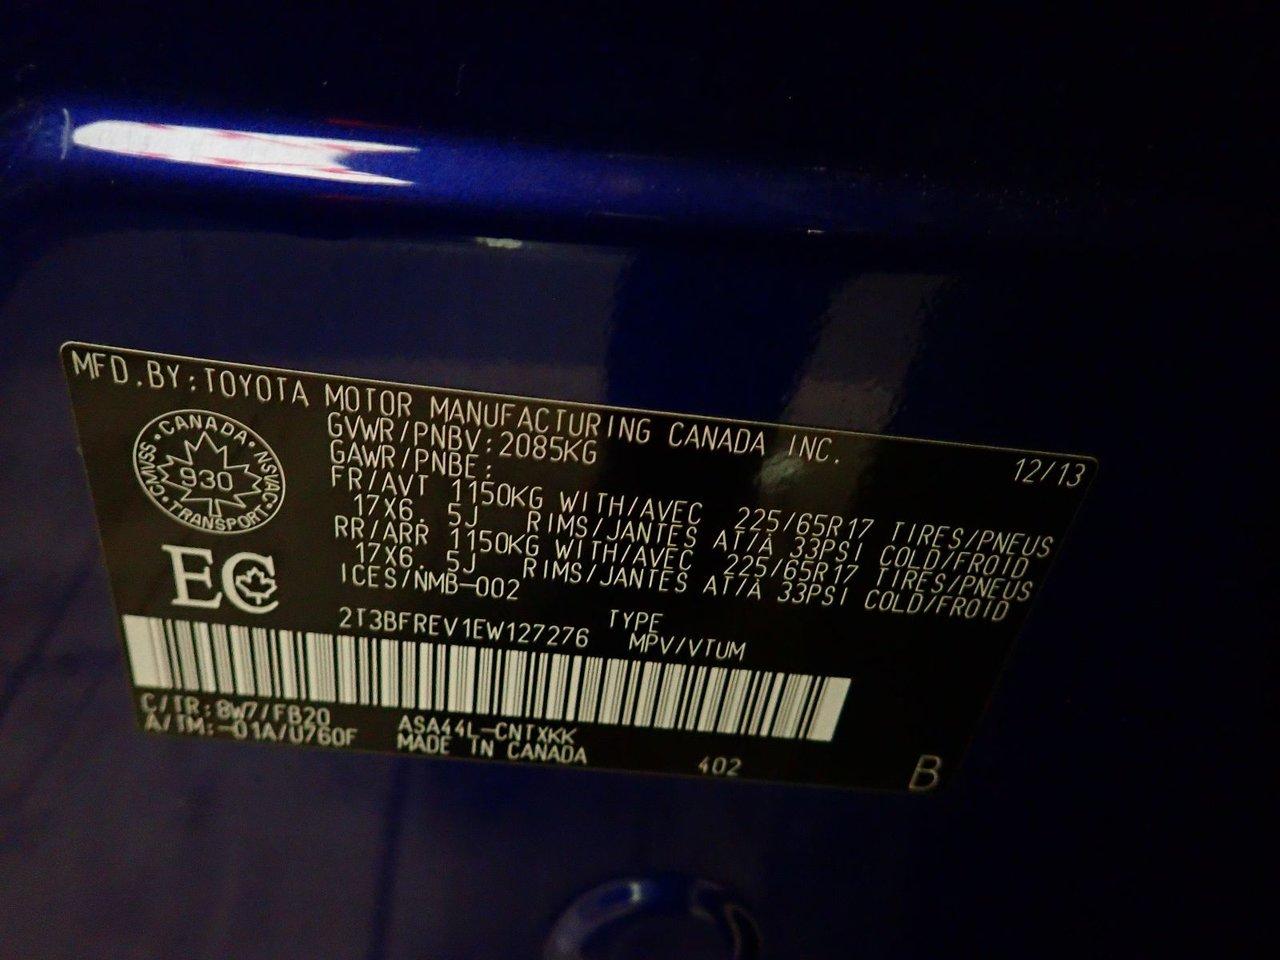 MFD.BY:TOYOTA MOTOR MANUFACTURING CANADA INC. 12/13
GVWR/PNBV:2085KG
GAWR/PNBE:
FR/AVT 1150KG WITH/AVEC 225/65R17 TIRES/PNEUS
17X6. 5J RIMS/JANTES AT/À 33PSI COLD/FROID
RR/ARR 1150KG WITH/AVEC 225/65R17 TIRES/PNEUS
17X6. 5J RIMS/JANTES AT/À 33PSI COLD/FROID
ICES/NMB-002
CANADA
CMVSS 930 NSVAC
TRANSPORT
EC
2T3BFREV1EW127276 TYPE
MPV/VTUM
C/TR:8W7/FB20 ASA44L-CNTXKK
A/TM:-01A/U760F MADE IN CANADA 402 B